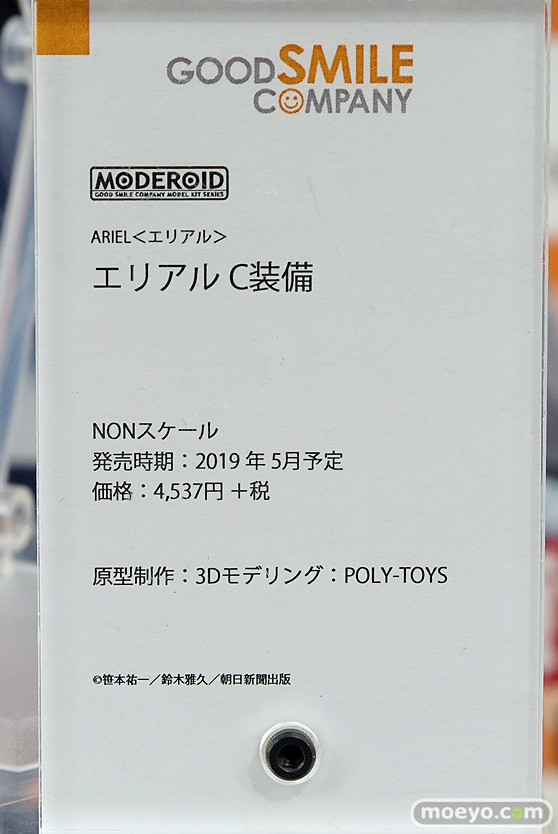 GOODSMILE
COMPANY
MODEROID
GOOD SMILE COMPANY MODEL KIT SERIES
ARIEL<エリアル>
エリアル C装備
NONスケール
発売時期：2019 年 5月予定
価格：4,537円 +税
原型制作：3Dモデリング：POLY-TOYS
©笹本祐一／鈴木雅久／朝日新聞出版
moeyo.com